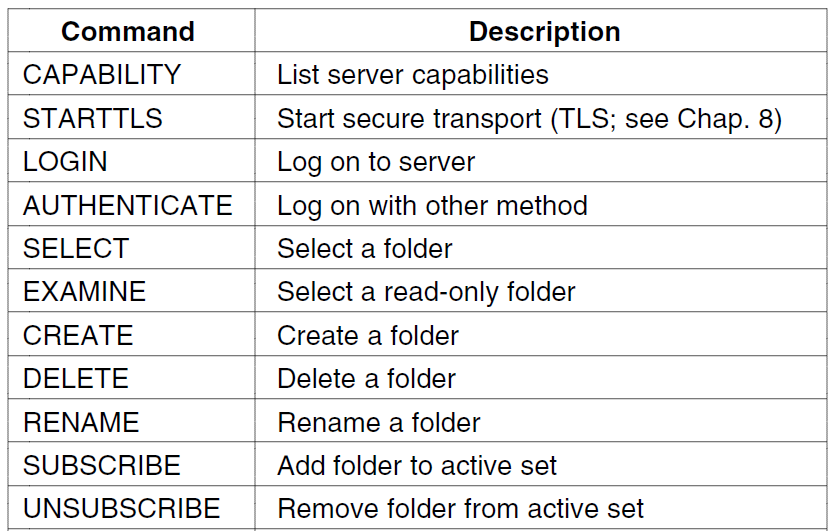 Command Description
CAPABILITY List server capabilities
STARTTLS Start secure transport (TLS; see Chap. 8)
LOGIN Log on to server
AUTHENTICATE Log on with other method
SELECT Select a folder
EXAMINE Select a read-only folder
CREATE Create a folder
DELETE Delete a folder
RENAME Rename a folder
SUBSCRIBE Add folder to active set
UNSUBSCRIBE Remove folder from active set